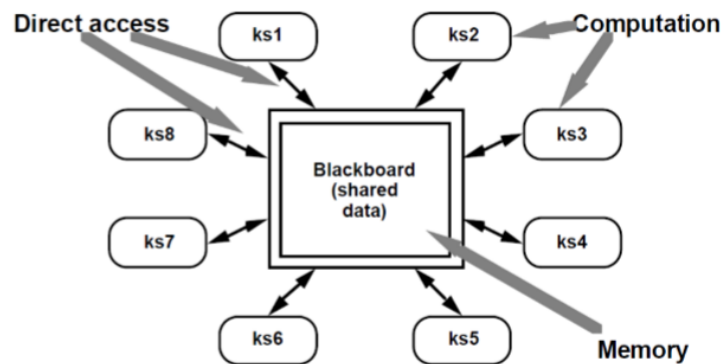 Direct access
ks1
ks2
Computation
ks8
ks3
Blackboard
(shared
data)
ks7
ks4
ks6
ks5
Memory